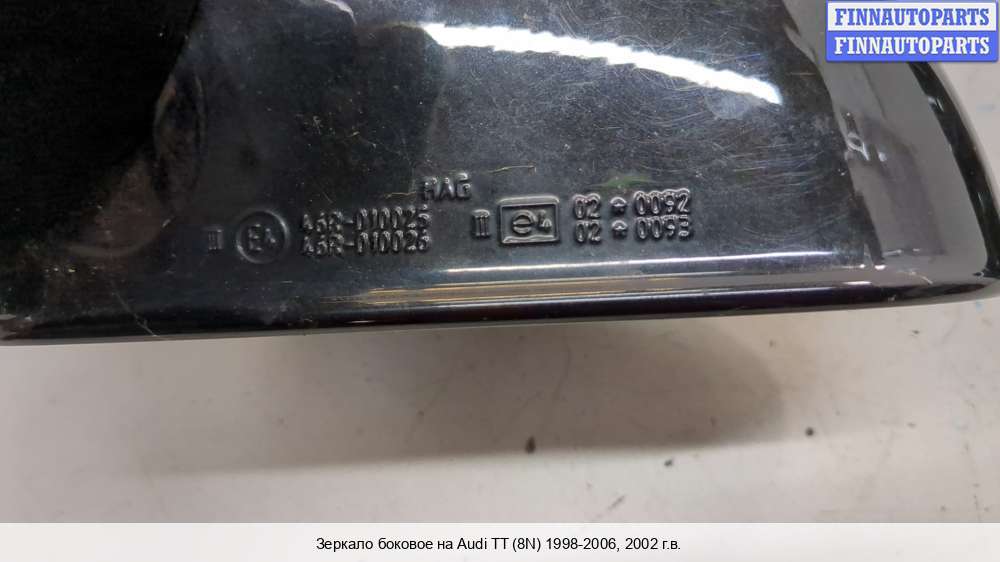 FINNAUTOPARTS
FINNAUTOPARTS
HAG
II E4 46R-010025
46R-010026
II e4 02 * 0092
02 * 0093
Зеркало боковое на Audi TT (8N) 1998-2006, 2002 г.в.